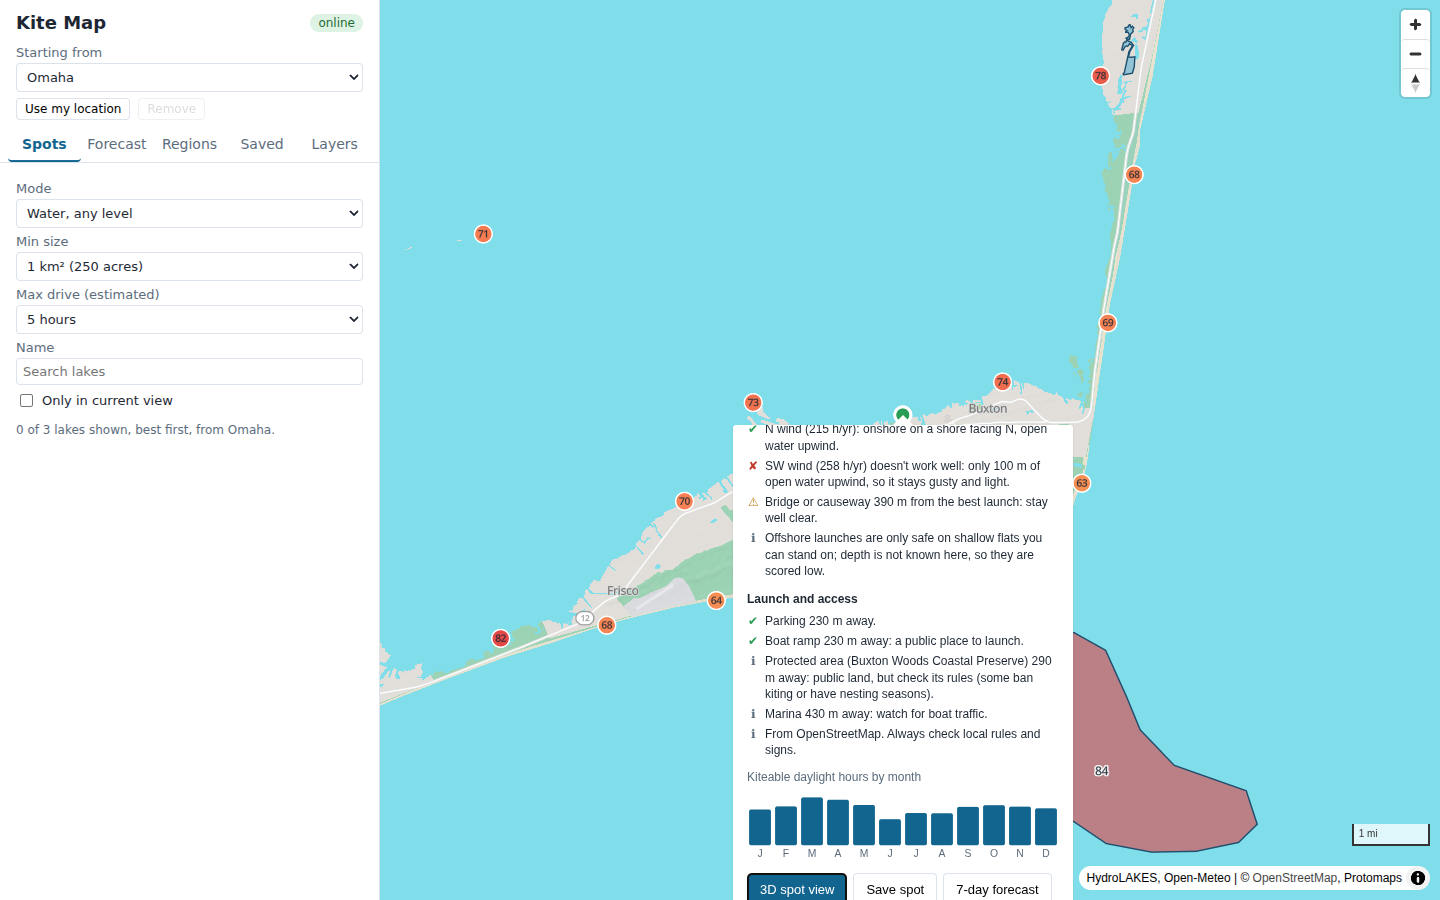 Kite Map
online
Starting from
Omaha
Use my location
Remove
Spots
Forecast
Regions
Saved
Layers
Mode
Water, any level
Min size
1 km² (250 acres)
Max drive (estimated)
5 hours
Name
Search lakes
Only in current view
0 of 3 lakes shown, best first, from Omaha.
78
68
71
69
74
Buxton
73
63
70
Frisco
64
12
68
82
N wind (215 h/yr): onshore on a shore facing N, open
water upwind.
SW wind (258 h/yr) doesn't work well: only 100 m of
open water upwind, so it stays gusty and light.
Bridge or causeway 390 m from the best launch: stay
well clear.
Offshore launches are only safe on shallow flats you
can stand on; depth is not known here, so they are
scored low.
Launch and access
Parking 230 m away.
Boat ramp 230 m away: a public place to launch.
Protected area (Buxton Woods Coastal Preserve) 290
m away: public land, but check its rules (some ban
kiting or have nesting seasons).
Marina 430 m away: watch for boat traffic.
From OpenStreetMap. Always check local rules and
signs.
Kiteable daylight hours by month
J F M A M J J A S O N D
3D spot view
Save spot
7-day forecast
84
1 mi
HydroLAKES, Open-Meteo | © OpenStreetMap, Protomaps